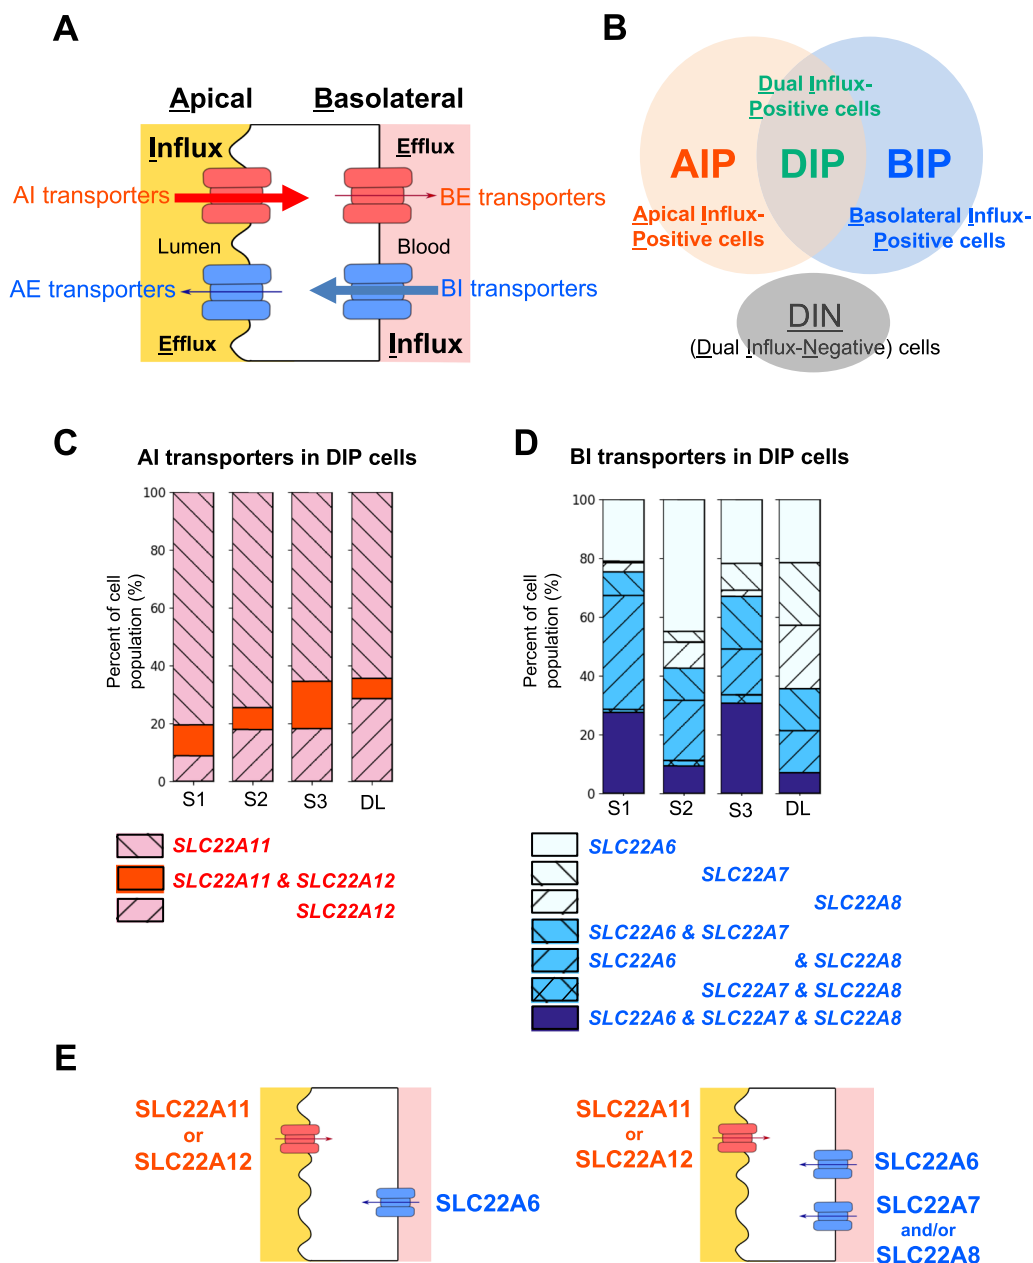 A
Apical
Basolateral
Influx
Efflux
AI transporters
BE transporters
Lumen
Blood
AE transporters
BI transporters
Efflux
Influx
B
Dual Influx-
Positive cells
AIP
DIP
BIP
Apical Influx-
Positive cells
Basolateral Influx-
Positive cells
DIN
(Dual Influx-Negative) cells
C
AI transporters in DIP cells
Percent of cell
population (%)
100
80
60
40
20
0
S1
S2
S3
DL
SLC22A11
SLC22A11 & SLC22A12
SLC22A12
D
BI transporters in DIP cells
Percent of cell
population (%)
100
80
60
40
20
0
S1
S2
S3
DL
SLC22A6
SLC22A7
SLC22A8
SLC22A6 & SLC22A7
SLC22A6 & SLC22A8
SLC22A7 & SLC22A8
SLC22A6 & SLC22A7 & SLC22A8
E
SLC22A11
or
SLC22A12
SLC22A6
SLC22A11
or
SLC22A12
SLC22A6
SLC22A7
and/or
SLC22A8